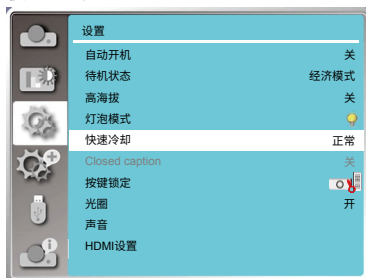 设置
自动开机 关
待机状态 经济模式
高海拔 关
灯泡模式
快速冷却 正常
Closed caption 关
按键锁定
光圈 开
声音
HDMI设置